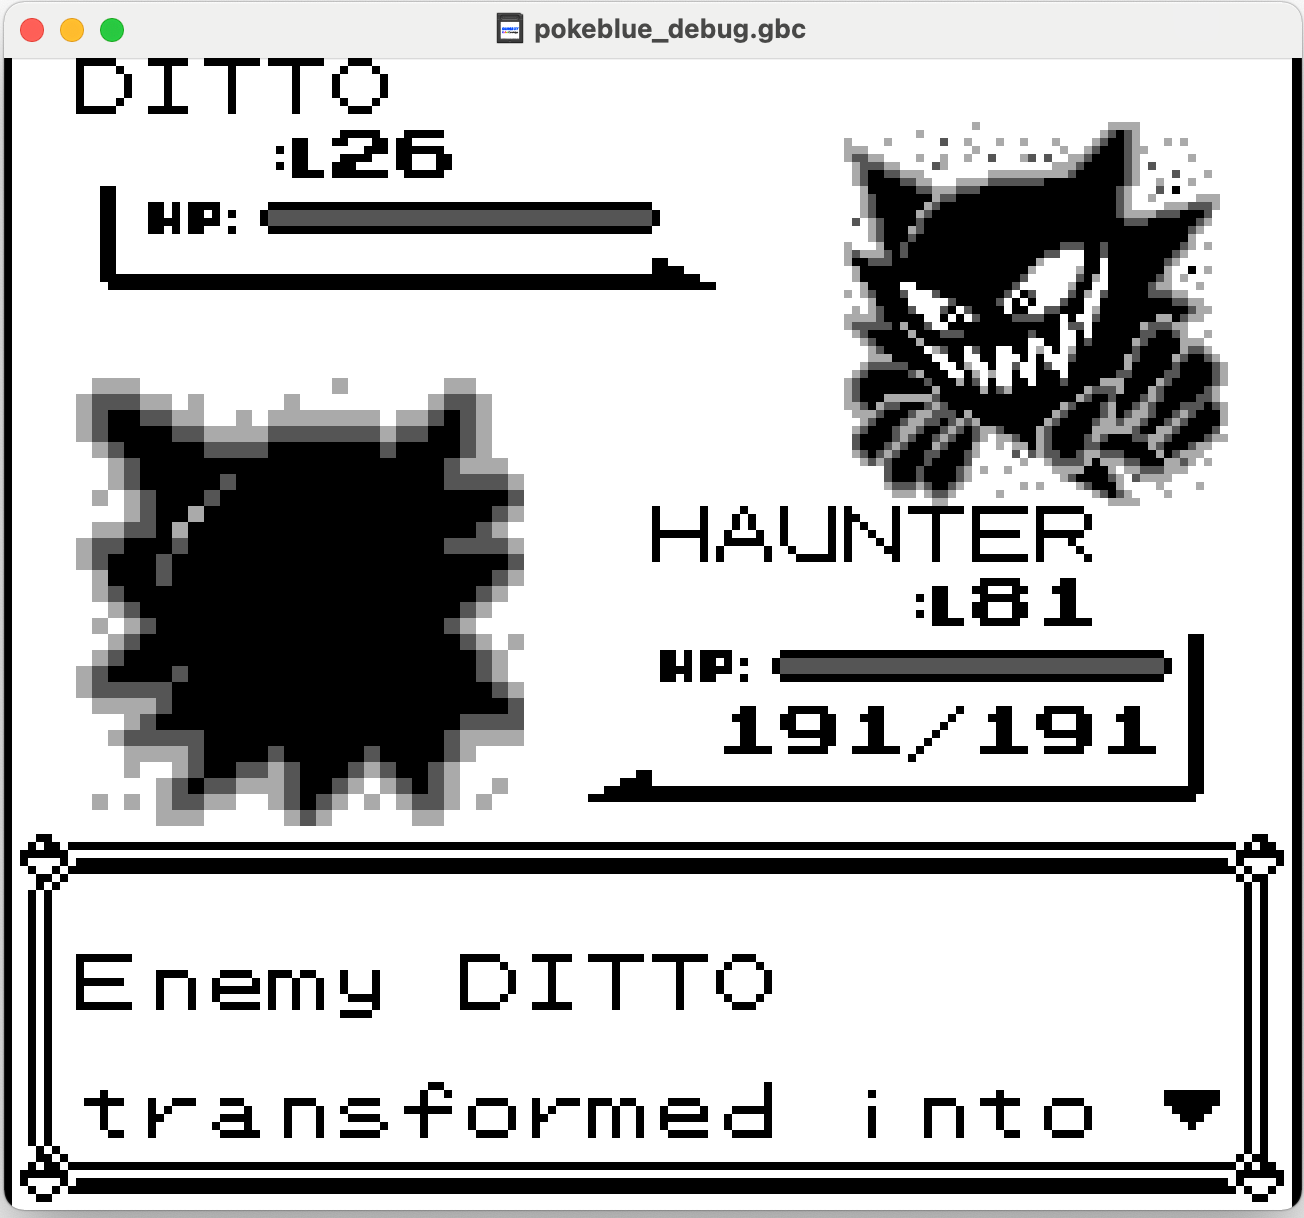 pokeblue_debug.gbc
DITTO
:L26
HP:
HAUNTER
:L81
HP:
191/191
Enemy DITTO
transformed into